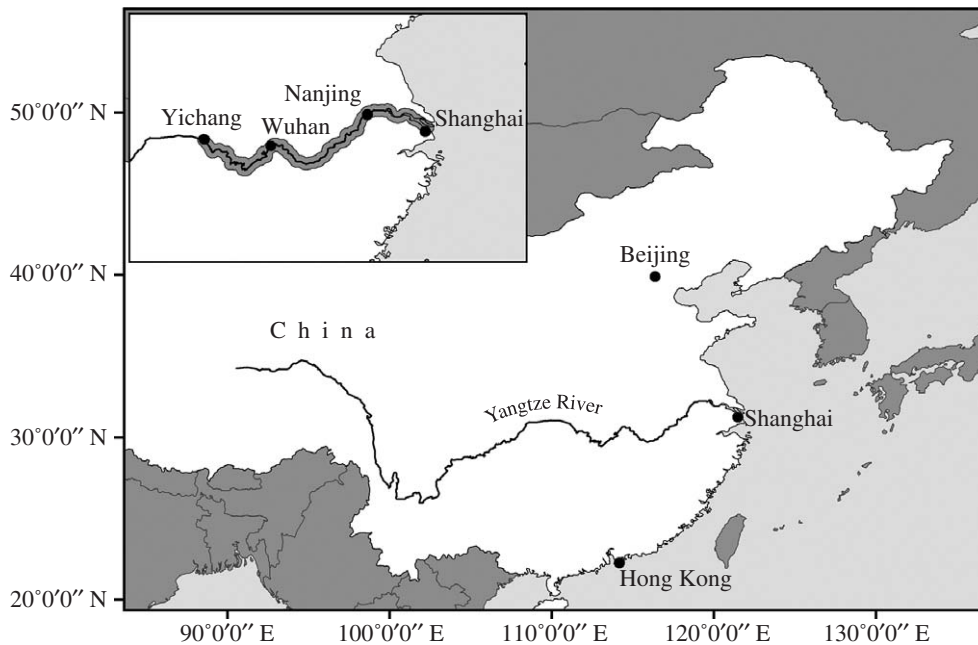 Nanjing
Yichang
Wuhan
Shanghai
50°0′0″ N
40°0′0″ N
30°0′0″ N
20°0′0″ N
Beijing
China
Yangtze River
Shanghai
Hong Kong
90°0′0″ E
100°0′0″ E
110°0′0″ E
120°0′0″ E
130°0′0″ E